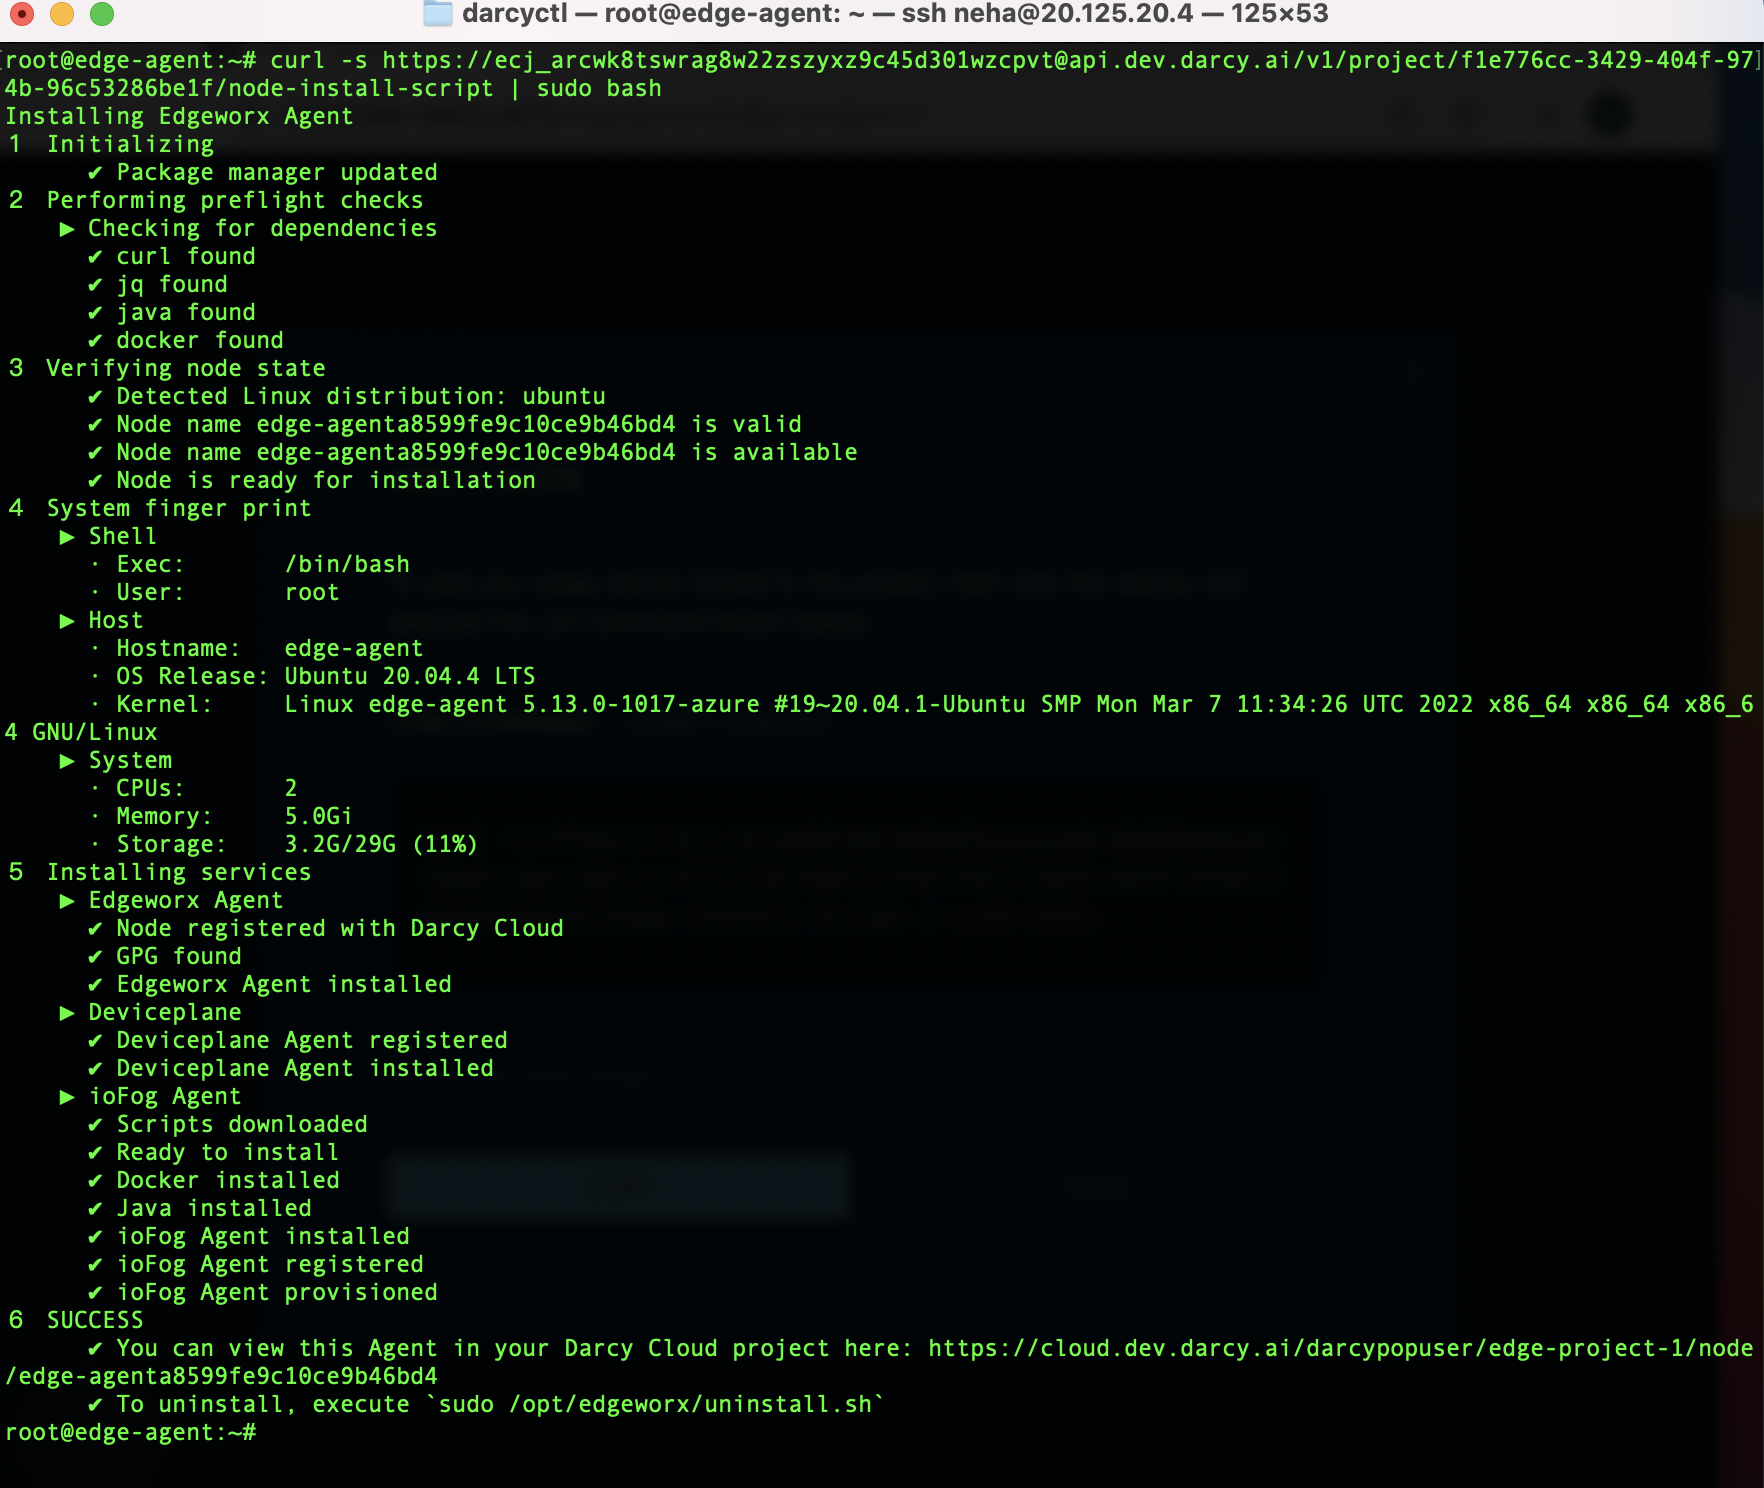 darcyctl — root@edge-agent: ~ — ssh neha@20.125.20.4 — 125×53
[root@edge-agent:~# curl -s https://ecj_arcwk8tswrag8w22zszyxz9c45d301wzcpvt@api.dev.darcy.ai/v1/project/f1e776cc-3429-404f-97]
4b-96c53286be1f/node-install-script | sudo bash
Installing Edgeworx Agent
1 Initializing
✔ Package manager updated
2 Performing preflight checks
▶ Checking for dependencies
✔ curl found
✔ jq found
✔ java found
✔ docker found
3 Verifying node state
✔ Detected Linux distribution: ubuntu
✔ Node name edge-agenta8599fe9c10ce9b46bd4 is valid
✔ Node name edge-agenta8599fe9c10ce9b46bd4 is available
✔ Node is ready for installation
4 System finger print
▶ Shell
· Exec: /bin/bash
· User: root
▶ Host
· Hostname: edge-agent
· OS Release: Ubuntu 20.04.4 LTS
· Kernel: Linux edge-agent 5.13.0-1017-azure #19~20.04.1-Ubuntu SMP Mon Mar 7 11:34:26 UTC 2022 x86_64 x86_64 x86_6
4 GNU/Linux
▶ System
· CPUs: 2
· Memory: 5.0Gi
· Storage: 3.2G/29G (11%)
5 Installing services
▶ Edgeworx Agent
✔ Node registered with Darcy Cloud
✔ GPG found
✔ Edgeworx Agent installed
▶ Deviceplane
✔ Deviceplane Agent registered
✔ Deviceplane Agent installed
▶ ioFog Agent
✔ Scripts downloaded
✔ Ready to install
✔ Docker installed
✔ Java installed
✔ ioFog Agent installed
✔ ioFog Agent registered
✔ ioFog Agent provisioned
6 SUCCESS
✔ You can view this Agent in your Darcy Cloud project here: https://cloud.dev.darcy.ai/darcypopuser/edge-project-1/node
/edge-agenta8599fe9c10ce9b46bd4
✔ To uninstall, execute `sudo /opt/edgeworx/uninstall.sh`
root@edge-agent:~#